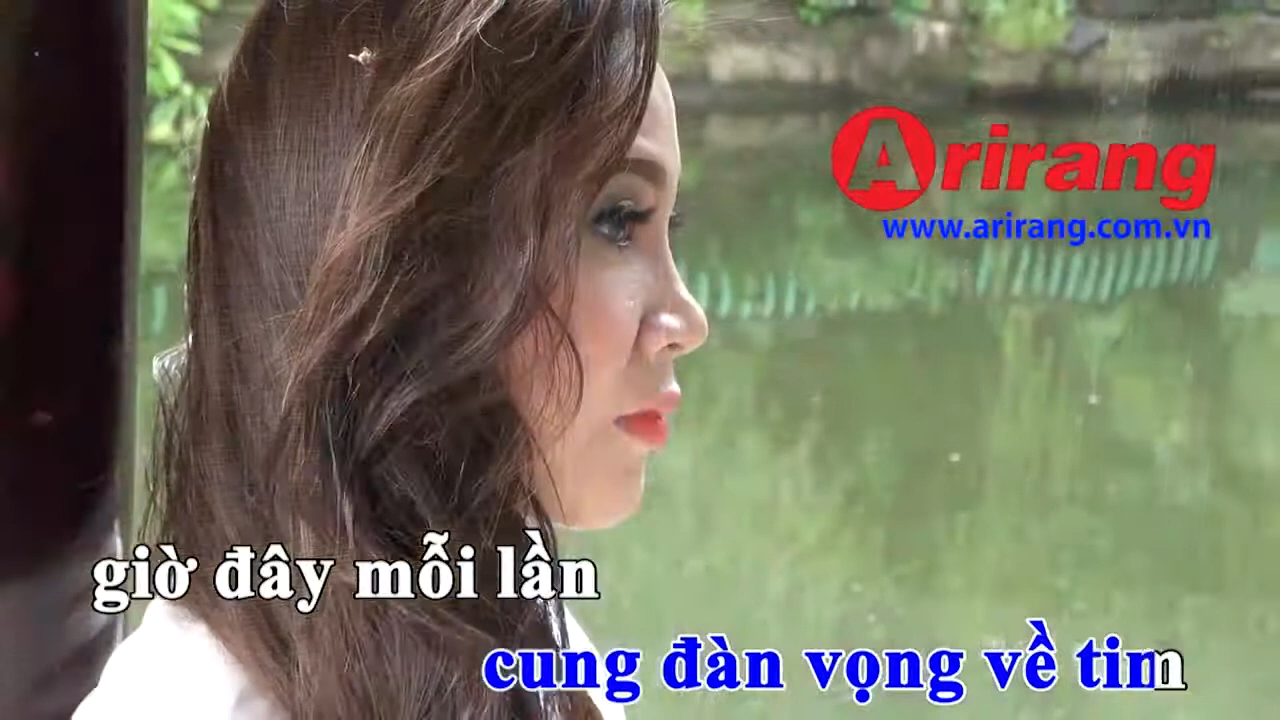 Arirang
www.arirang.com.vn
giờ đây mỗi lần
cung đàn vọng về tim